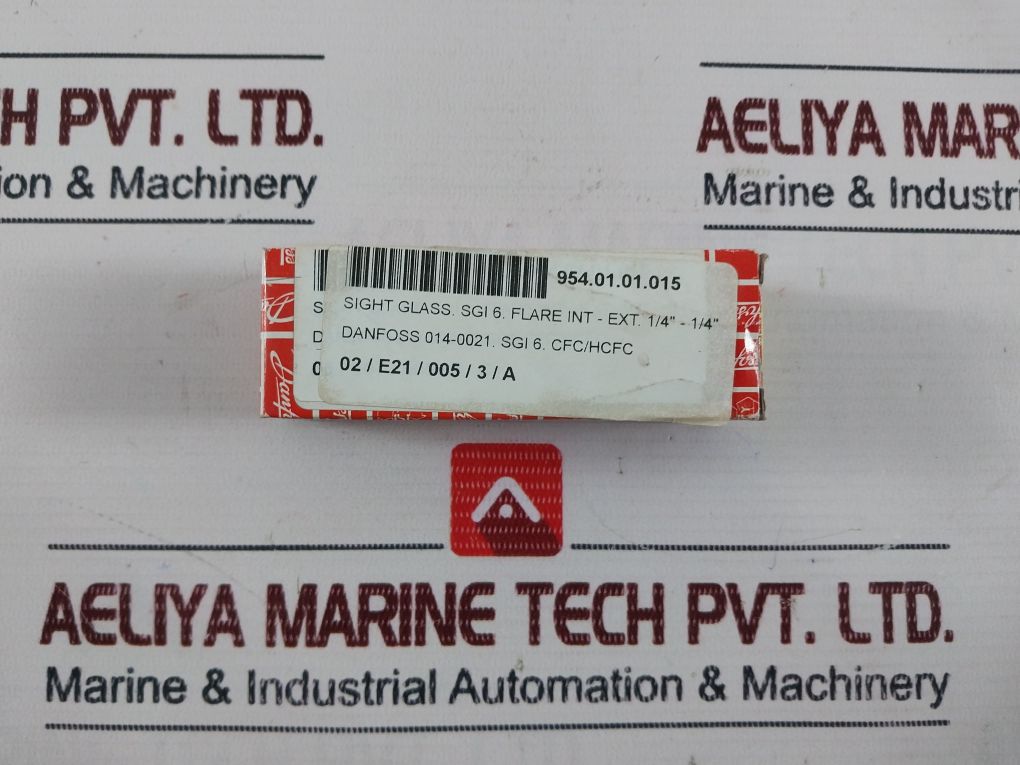 H PVT. LTD.
ion & Machinery
AELIYA MAR
Marine & Industri
954.01.01.015
SIGHT GLASS. SGI 6. FLARE INT - EXT. 1/4" - 1/4"
DANFOSS 014-0021. SGI 6. CFC/HCFC
02 / E21 / 005 / 3 / A
S
D
0
Danf
AELIYA MARINE TECH PVT. LTD.
Marine & Industrial Automation & Machinery